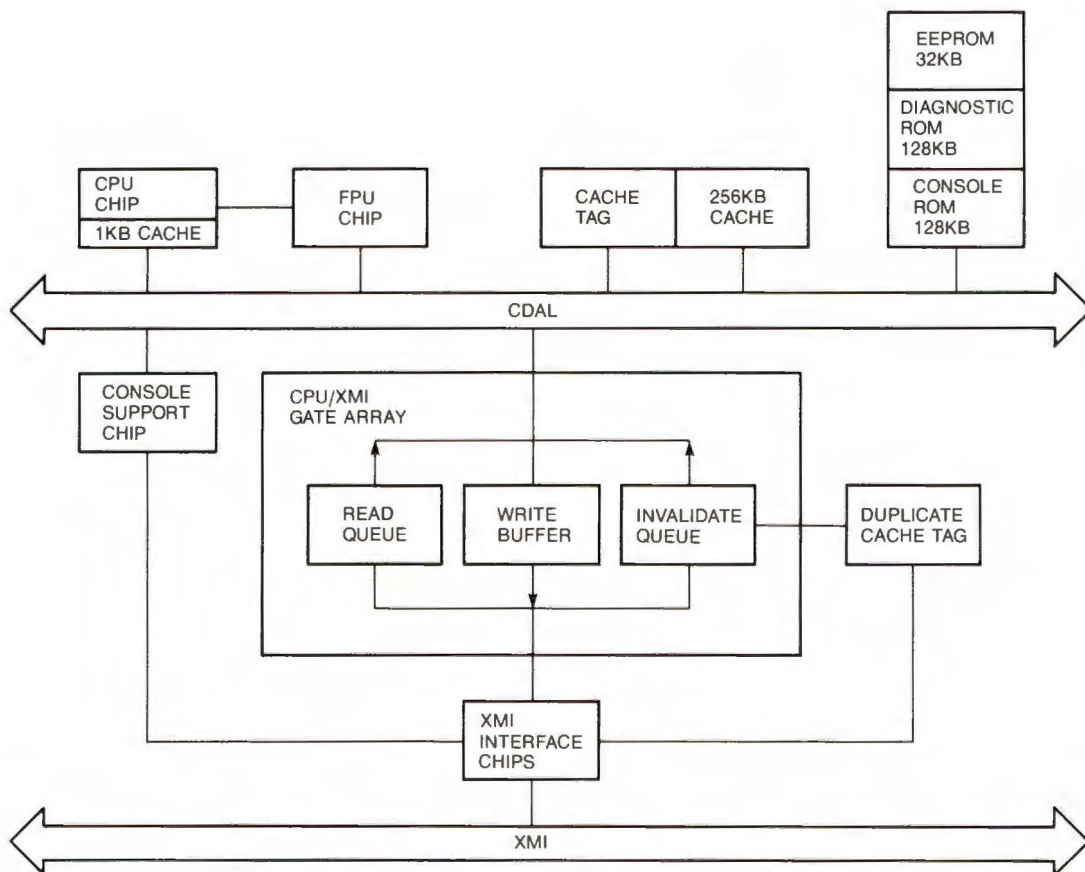 EEPROM
32KB
DIAGNOSTIC
ROM
128KB
CONSOLE
ROM
128KB
CPU
CHIP
1KB CACHE
FPU
CHIP
CACHE
TAG
256KB
CACHE
CDAL
CONSOLE
SUPPORT
CHIP
CPU/XMI
GATE ARRAY
READ
QUEUE
WRITE
BUFFER
INVALIDATE
QUEUE
DUPLICATE
CACHE TAG
XMI
INTERFACE
CHIPS
XMI